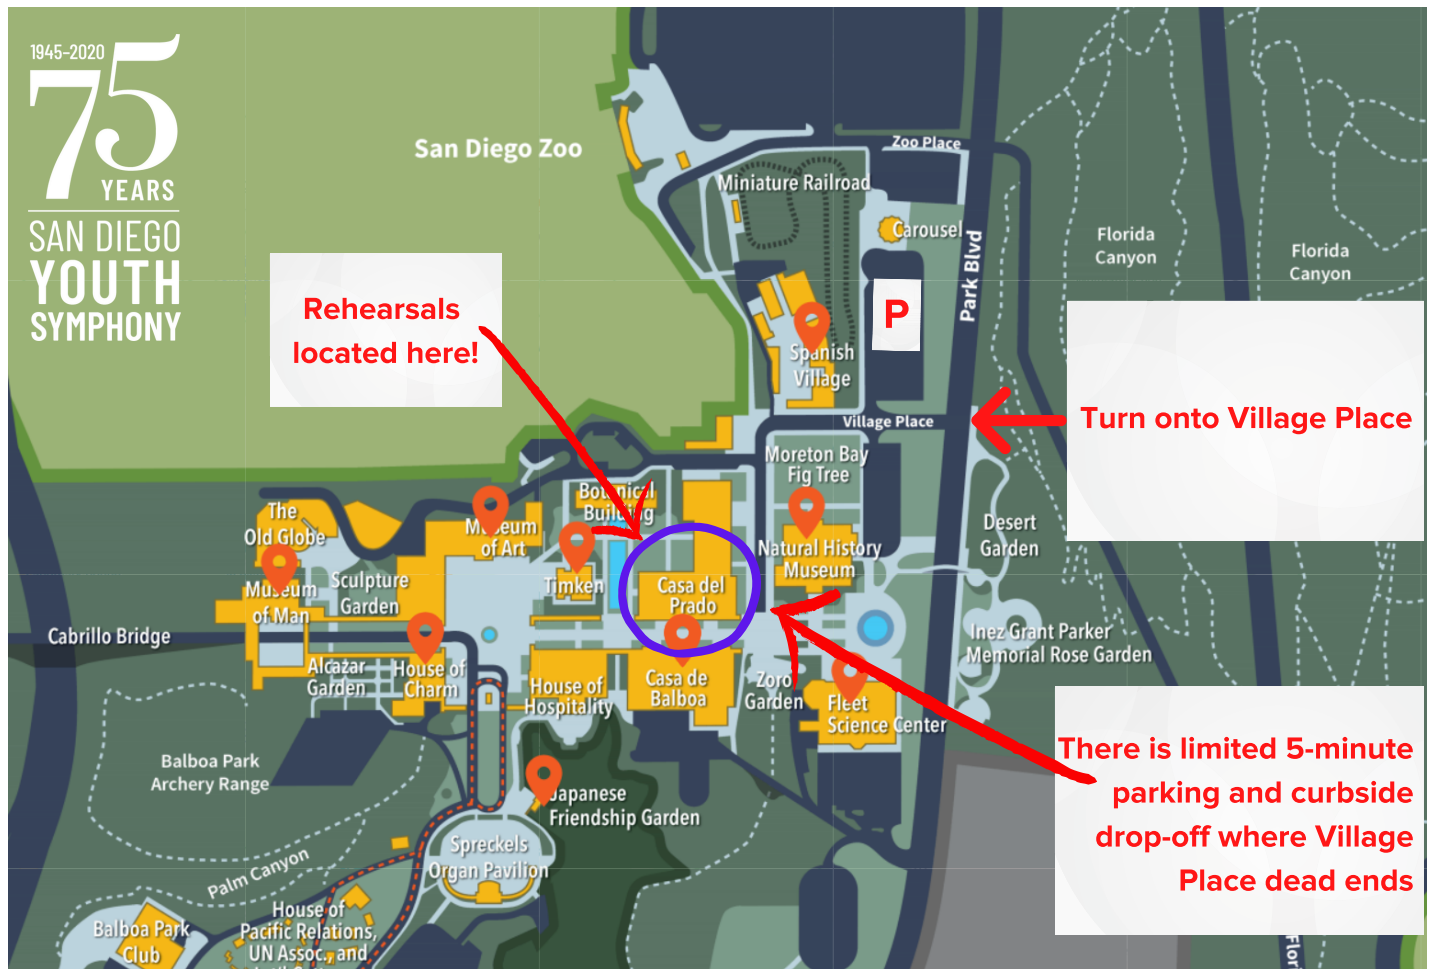 1945-2020
75
YEARS
SAN DIEGO
YOUTH
SYMPHONY
San Diego Zoo
Zoo Place
Miniature Railroad
Carousel
Park Blvd
Florida
Canyon
Florida
Canyon
Rehearsals
located here!
P
Spanish
Village
Turn onto Village Place
Village Place
Moreton Bay
Fig Tree
Botanical
Building
The
Old Globe
Museum
of Art
Desert
Garden
Natural History
Museum
Sculpture
Garden
Timken
Casa del
Prado
Museum
of Man
Cabrillo Bridge
Inez Grant Parker
Memorial Rose Garden
Alcazar
Garden
House of
Charm
House of
Hospitality
Casa de
Balboa
Zoro
Garden
Fleet
Science Center
There is limited 5-minute
parking and curbside
drop-off where Village
Place dead ends
Balboa Park
Archery Range
Japanese
Friendship Garden
Spreckels
Organ Pavilion
Palm Canyon
House of
Pacific Relations,
UN Assoc., and
Balboa Park
Club
Flor